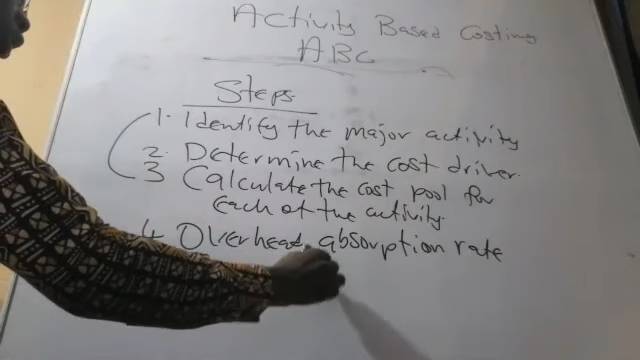 Activity Based Costing
ABC
Steps
1. Identify the major activity
2. Determine the cost driver.
3 Calculate the cost pool for
each of the activity.
4 Overhead absorption rate